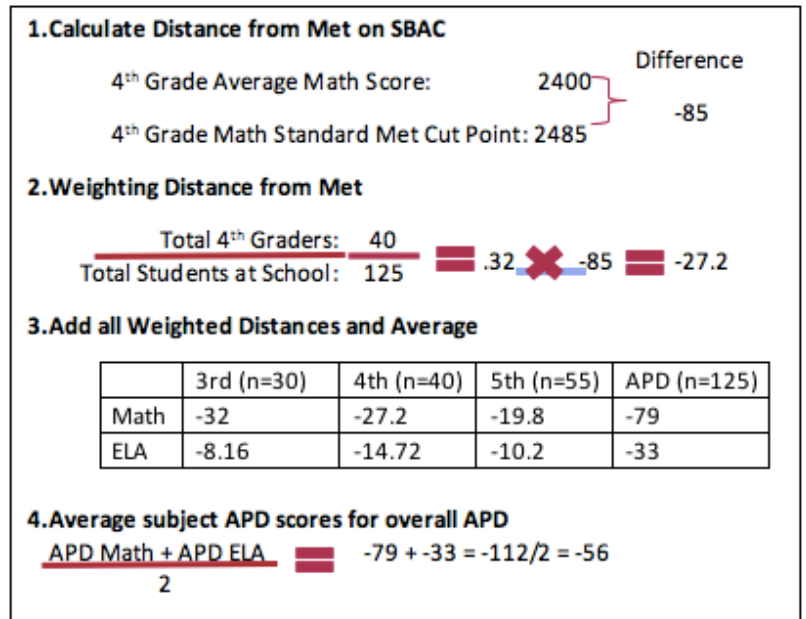 1.Calculate Distance from Met on SBAC
Difference
4th Grade Average Math Score: 2400
-85
4th Grade Math Standard Met Cut Point: 2485
2.Weighting Distance from Met
Total 4th Graders: 40
= .32 ✖ -85 = -27.2
Total Students at School: 125
3.Add all Weighted Distances and Average
3rd (n=30) 4th (n=40) 5th (n=55) APD (n=125)
Math -32 -27.2 -19.8 -79
ELA -8.16 -14.72 -10.2 -33
4.Average subject APD scores for overall APD
APD Math + APD ELA = -79 + -33 = -112/2 = -56
2